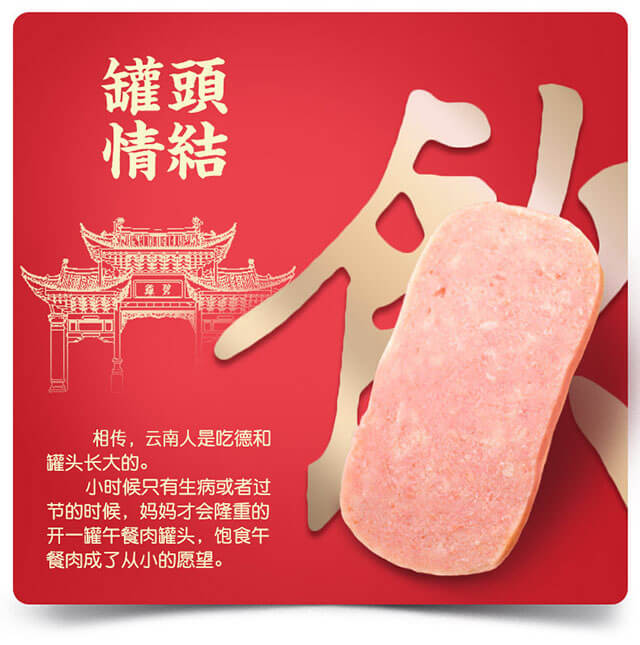 罐頭
情結
相传，云南人是吃德和
罐头长大的。
小时候只有生病或者过
节的时候，妈妈才会隆重的
开一罐午餐肉罐头，饱食午
餐肉成了从小的愿望。